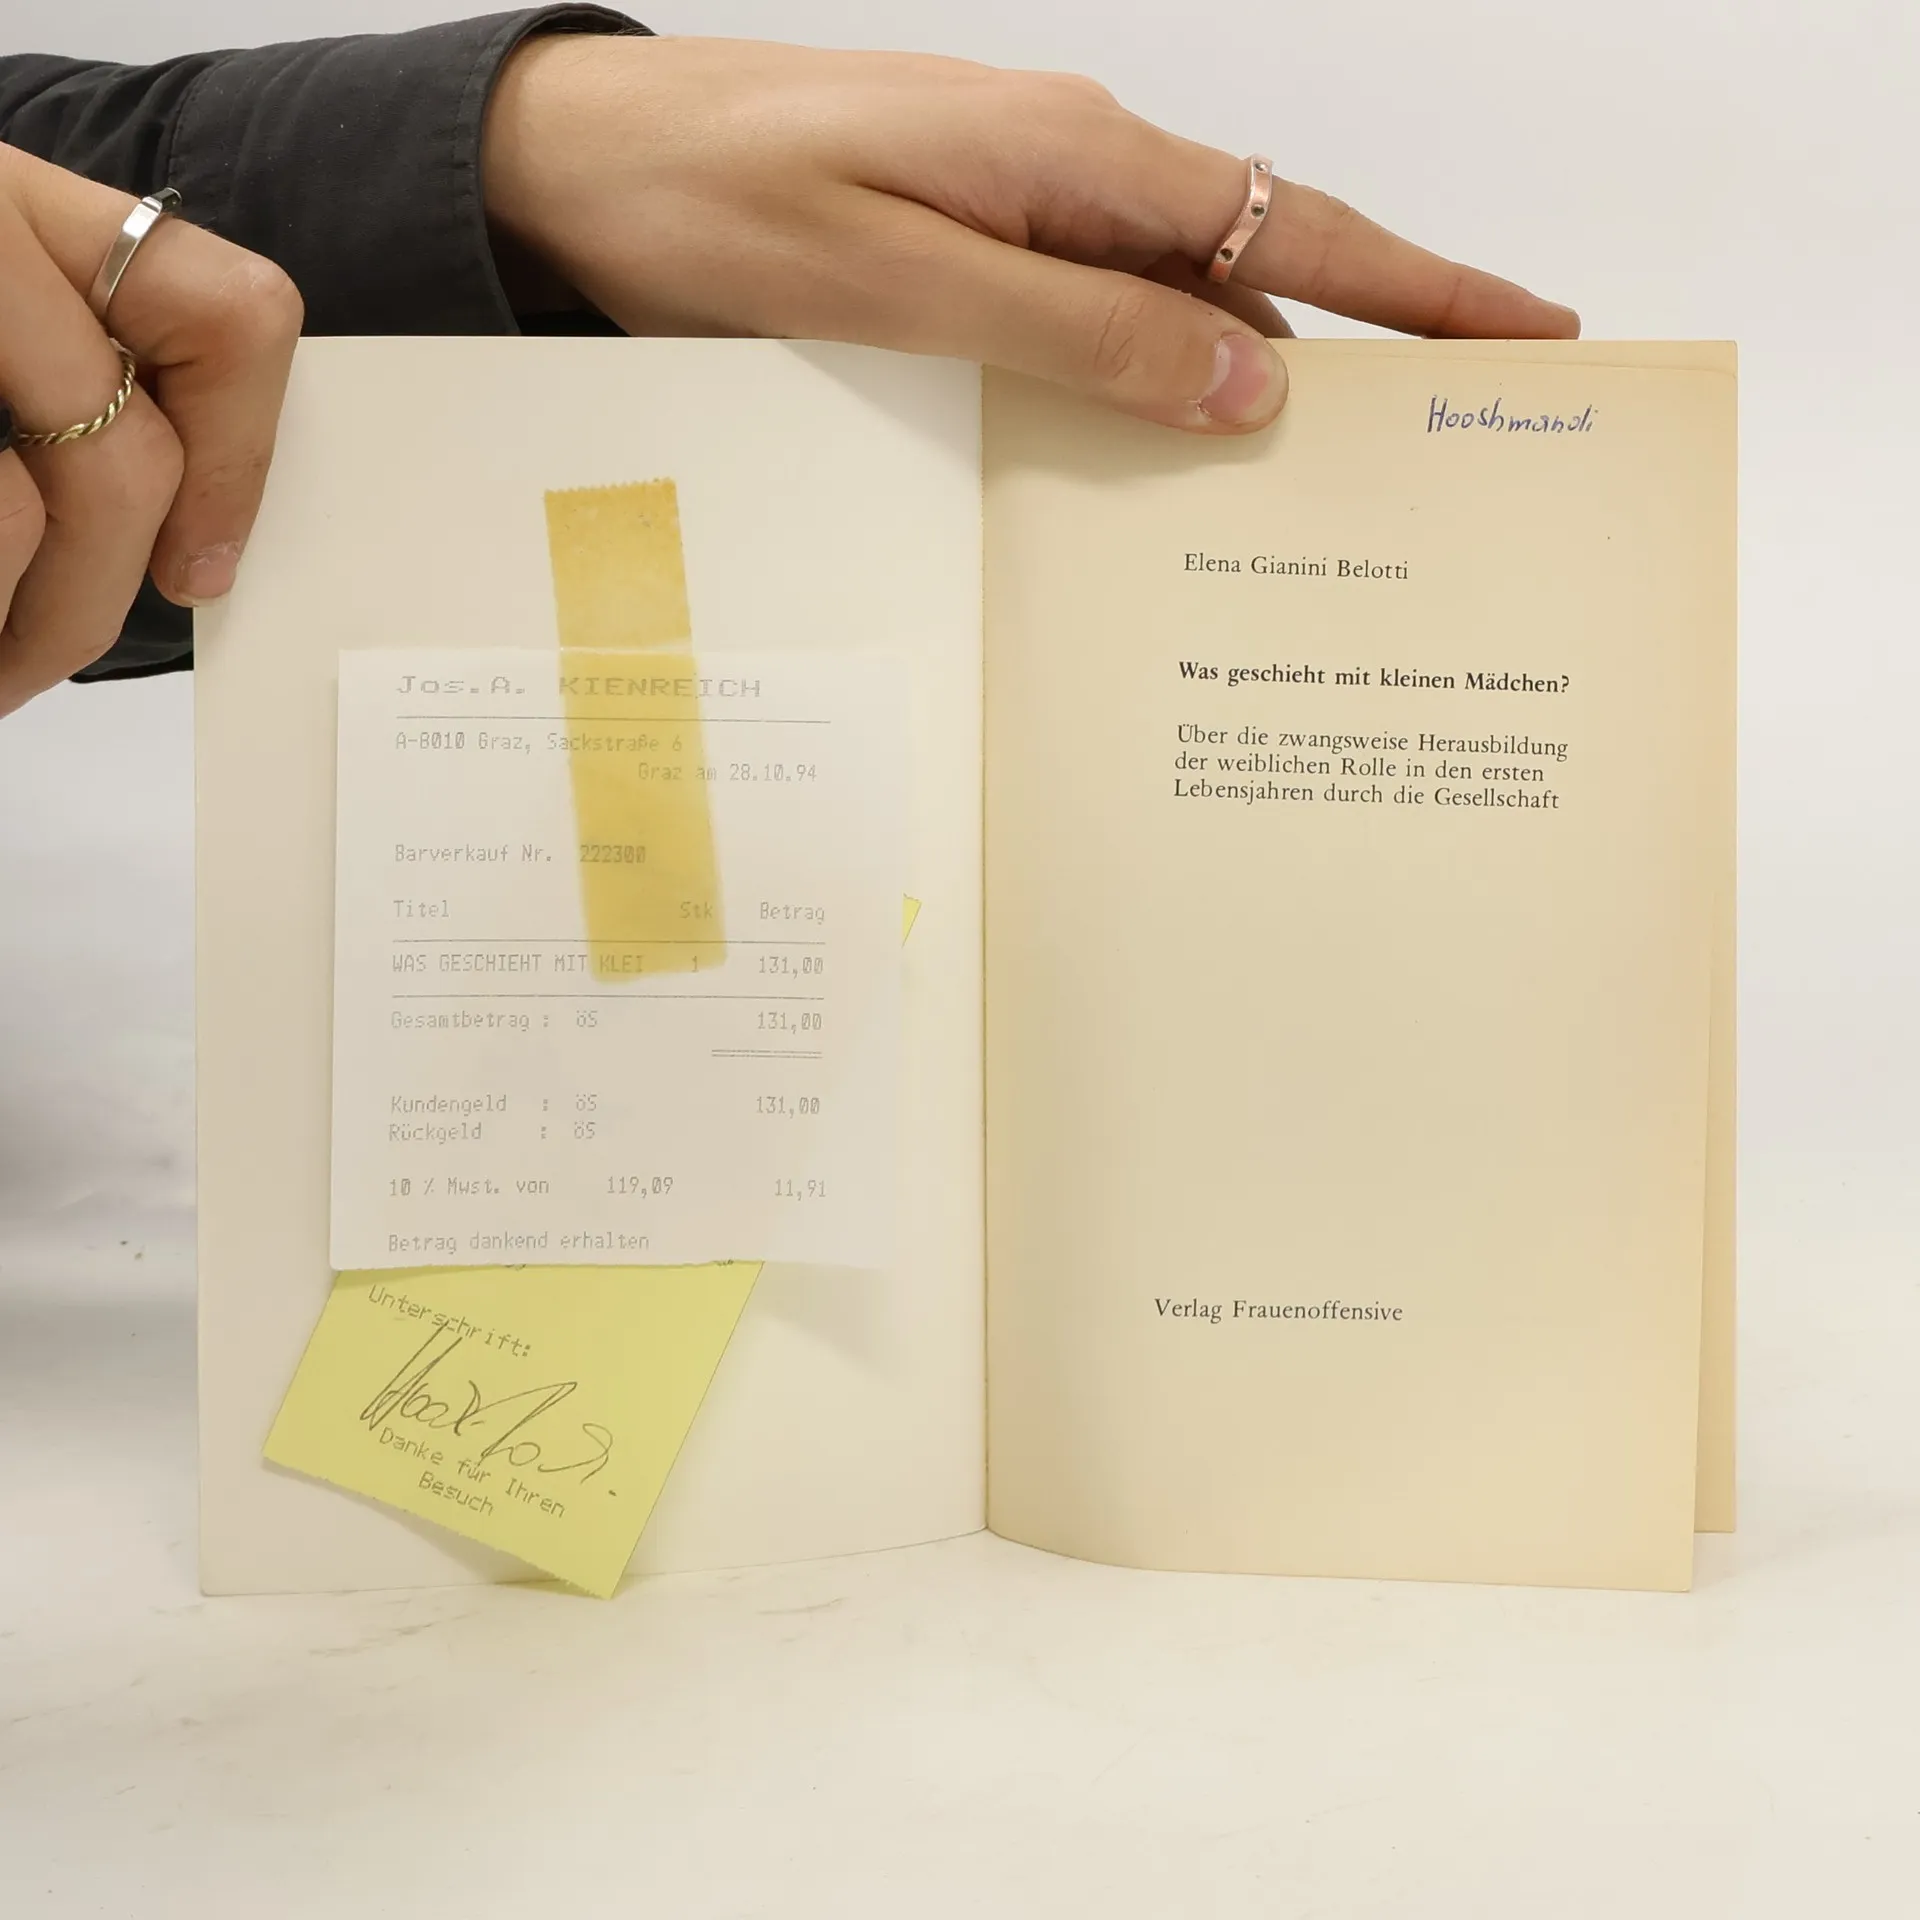 Jos.A. KIENREICH
A-8010 Graz, Sackstraße 6
Graz am 28.10.94
Barverkauf Nr. 222300
Titel Stk Betrag
WAS GESCHIEHT MIT KLEI 1 131,00
Gesamtbetrag : öS 131,00
Kundengeld : öS 131,00
Rückgeld : öS
10 % Mwst. von 119,09 11,91
Betrag dankend erhalten
Unterschrift:
Danke für Ihren
Besuch
Hooshmandi
Elena Gianini Belotti
Was geschieht mit kleinen Mädchen?
Über die zwangsweise Herausbildung
der weiblichen Rolle in den ersten
Lebensjahren durch die Gesellschaft
Verlag Frauenoffensive